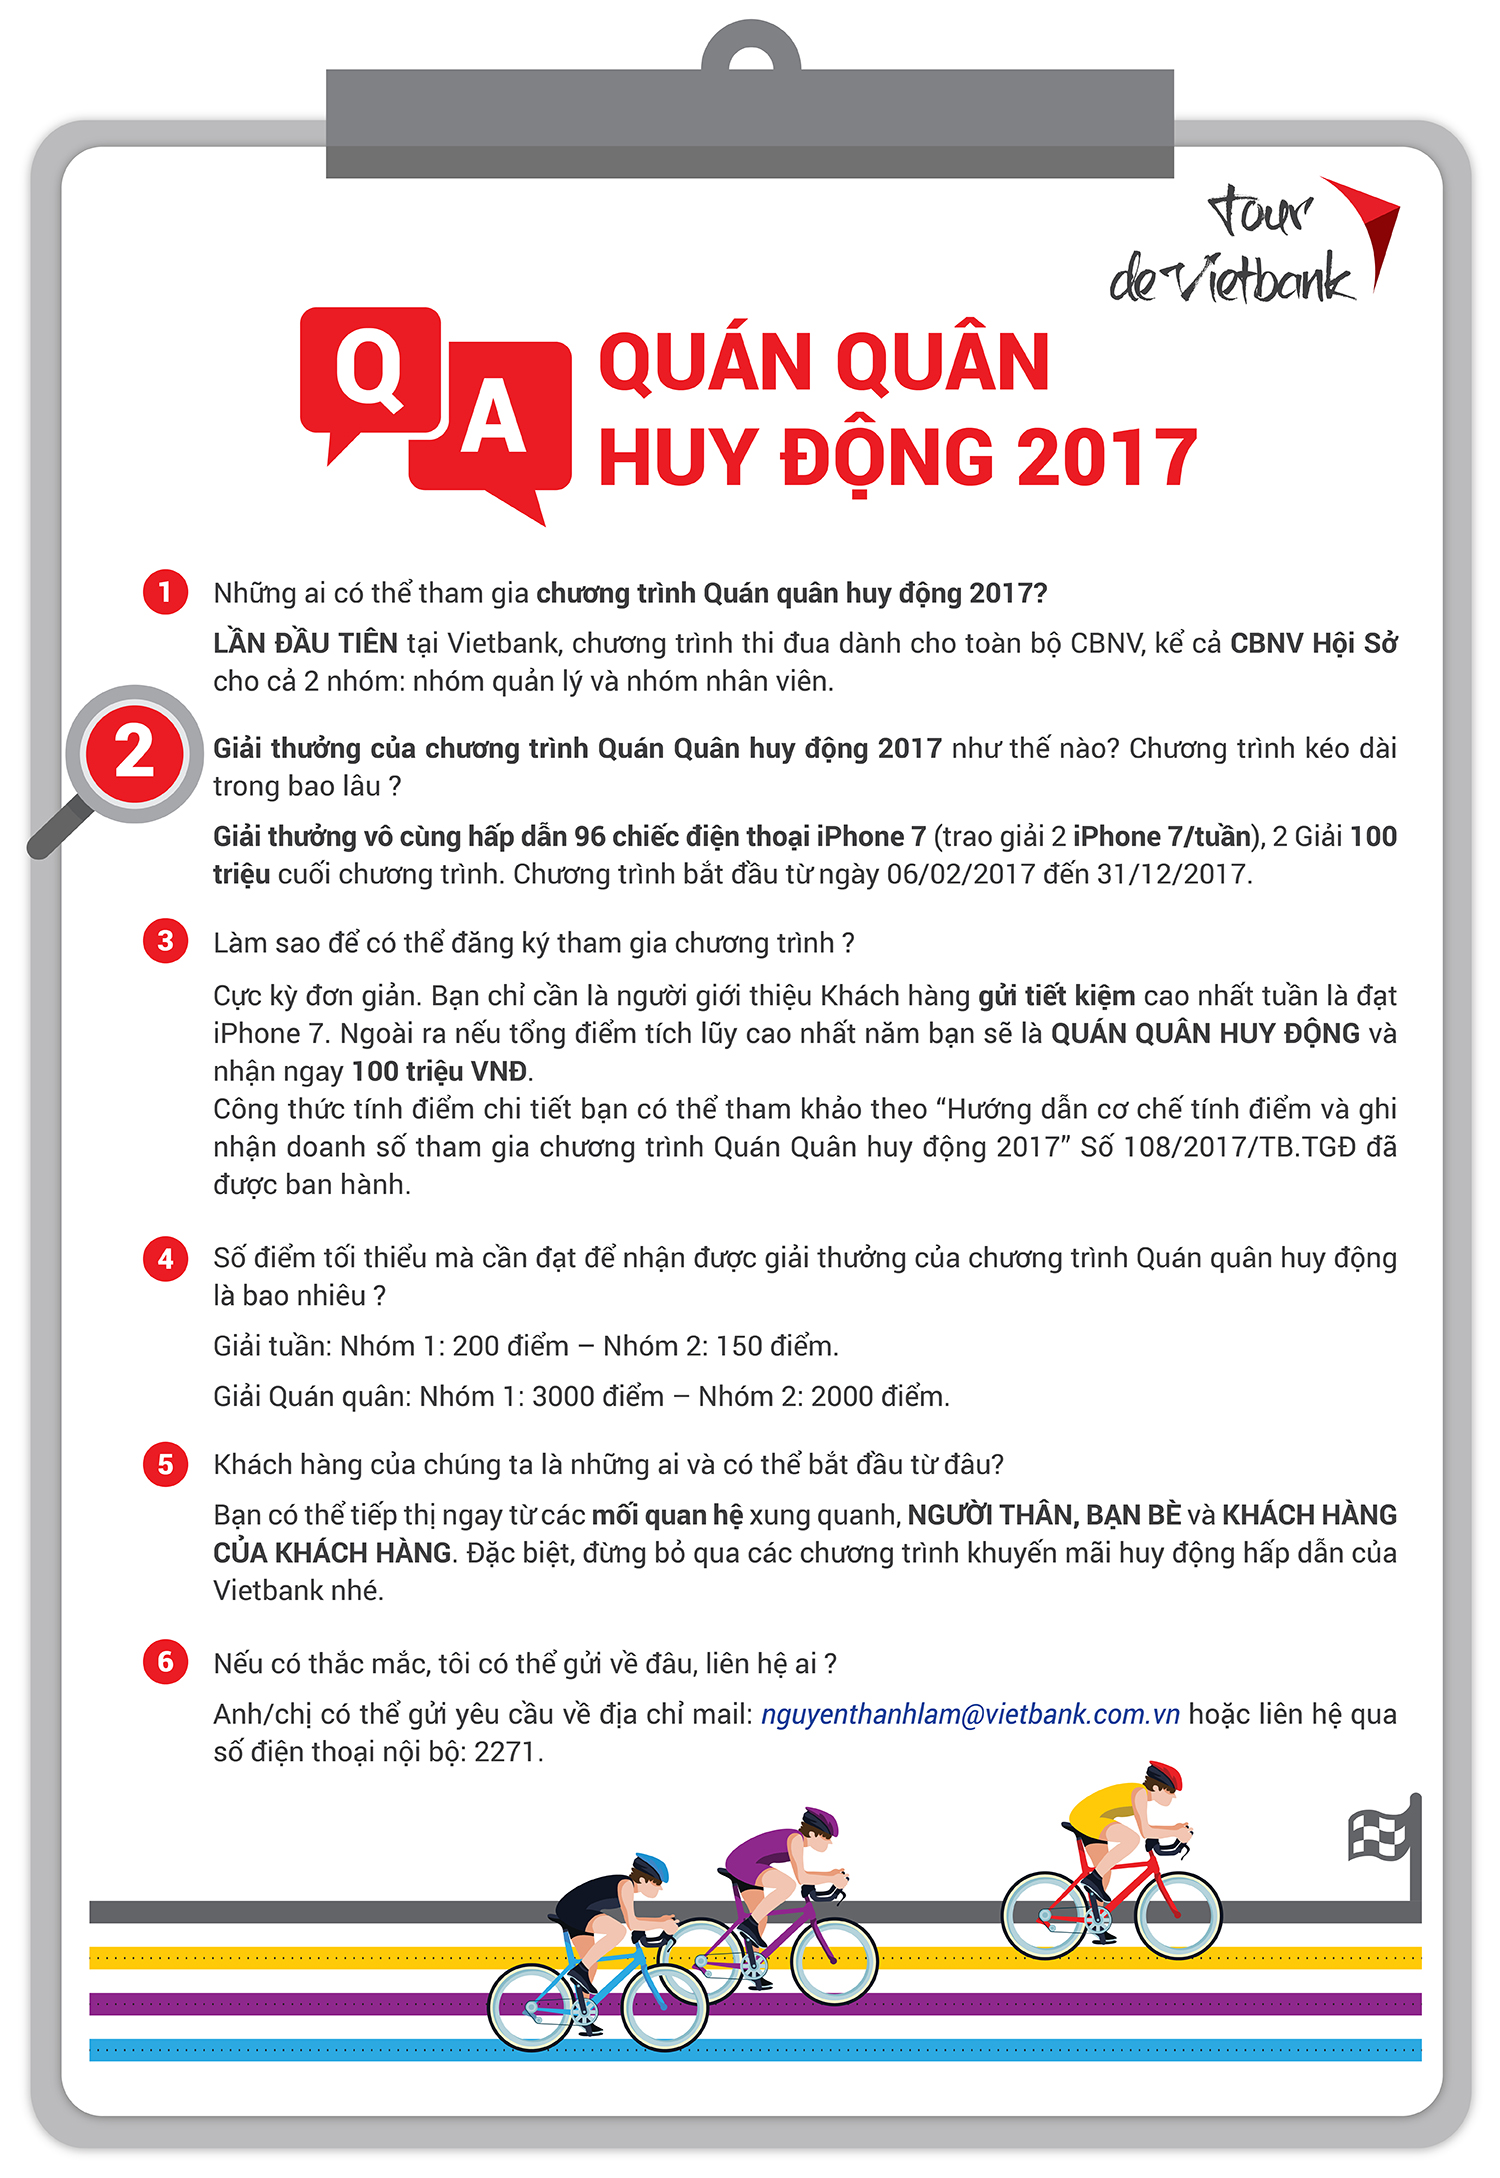 tour
de Vietbank
Q
A
QUÁN QUÂN
HUY ĐỘNG 2017
1 Những ai có thể tham gia chương trình Quán quân huy động 2017?
LẦN ĐẦU TIÊN tại Vietbank, chương trình thi đua dành cho toàn bộ CBNV, kể cả CBNV Hội Sở
cho cả 2 nhóm: nhóm quản lý và nhóm nhân viên.
2 Giải thưởng của chương trình Quán Quân huy động 2017 như thế nào? Chương trình kéo dài
trong bao lâu ?
Giải thưởng vô cùng hấp dẫn 96 chiếc điện thoại iPhone 7 (trao giải 2 iPhone 7/tuần), 2 Giải 100
triệu cuối chương trình. Chương trình bắt đầu từ ngày 06/02/2017 đến 31/12/2017.
3 Làm sao để có thể đăng ký tham gia chương trình ?
Cực kỳ đơn giản. Bạn chỉ cần là người giới thiệu Khách hàng gửi tiết kiệm cao nhất tuần là đạt
iPhone 7. Ngoài ra nếu tổng điểm tích lũy cao nhất năm bạn sẽ là QUÁN QUÂN HUY ĐỘNG và
nhận ngay 100 triệu VNĐ.
Công thức tính điểm chi tiết bạn có thể tham khảo theo “Hướng dẫn cơ chế tính điểm và ghi
nhận doanh số tham gia chương trình Quán Quân huy động 2017” Số 108/2017/TB.TGĐ đã
được ban hành.
4 Số điểm tối thiểu mà cần đạt để nhận được giải thưởng của chương trình Quán quân huy động
là bao nhiêu ?
Giải tuần: Nhóm 1: 200 điểm – Nhóm 2: 150 điểm.
Giải Quán quân: Nhóm 1: 3000 điểm – Nhóm 2: 2000 điểm.
5 Khách hàng của chúng ta là những ai và có thể bắt đầu từ đâu?
Bạn có thể tiếp thị ngay từ các mối quan hệ xung quanh, NGƯỜI THÂN, BẠN BÈ và KHÁCH HÀNG
CỦA KHÁCH HÀNG. Đặc biệt, đừng bỏ qua các chương trình khuyến mãi huy động hấp dẫn của
Vietbank nhé.
6 Nếu có thắc mắc, tôi có thể gửi về đâu, liên hệ ai ?
Anh/chị có thể gửi yêu cầu về địa chỉ mail: nguyenthanhlam@vietbank.com.vn hoặc liên hệ qua
số điện thoại nội bộ: 2271.